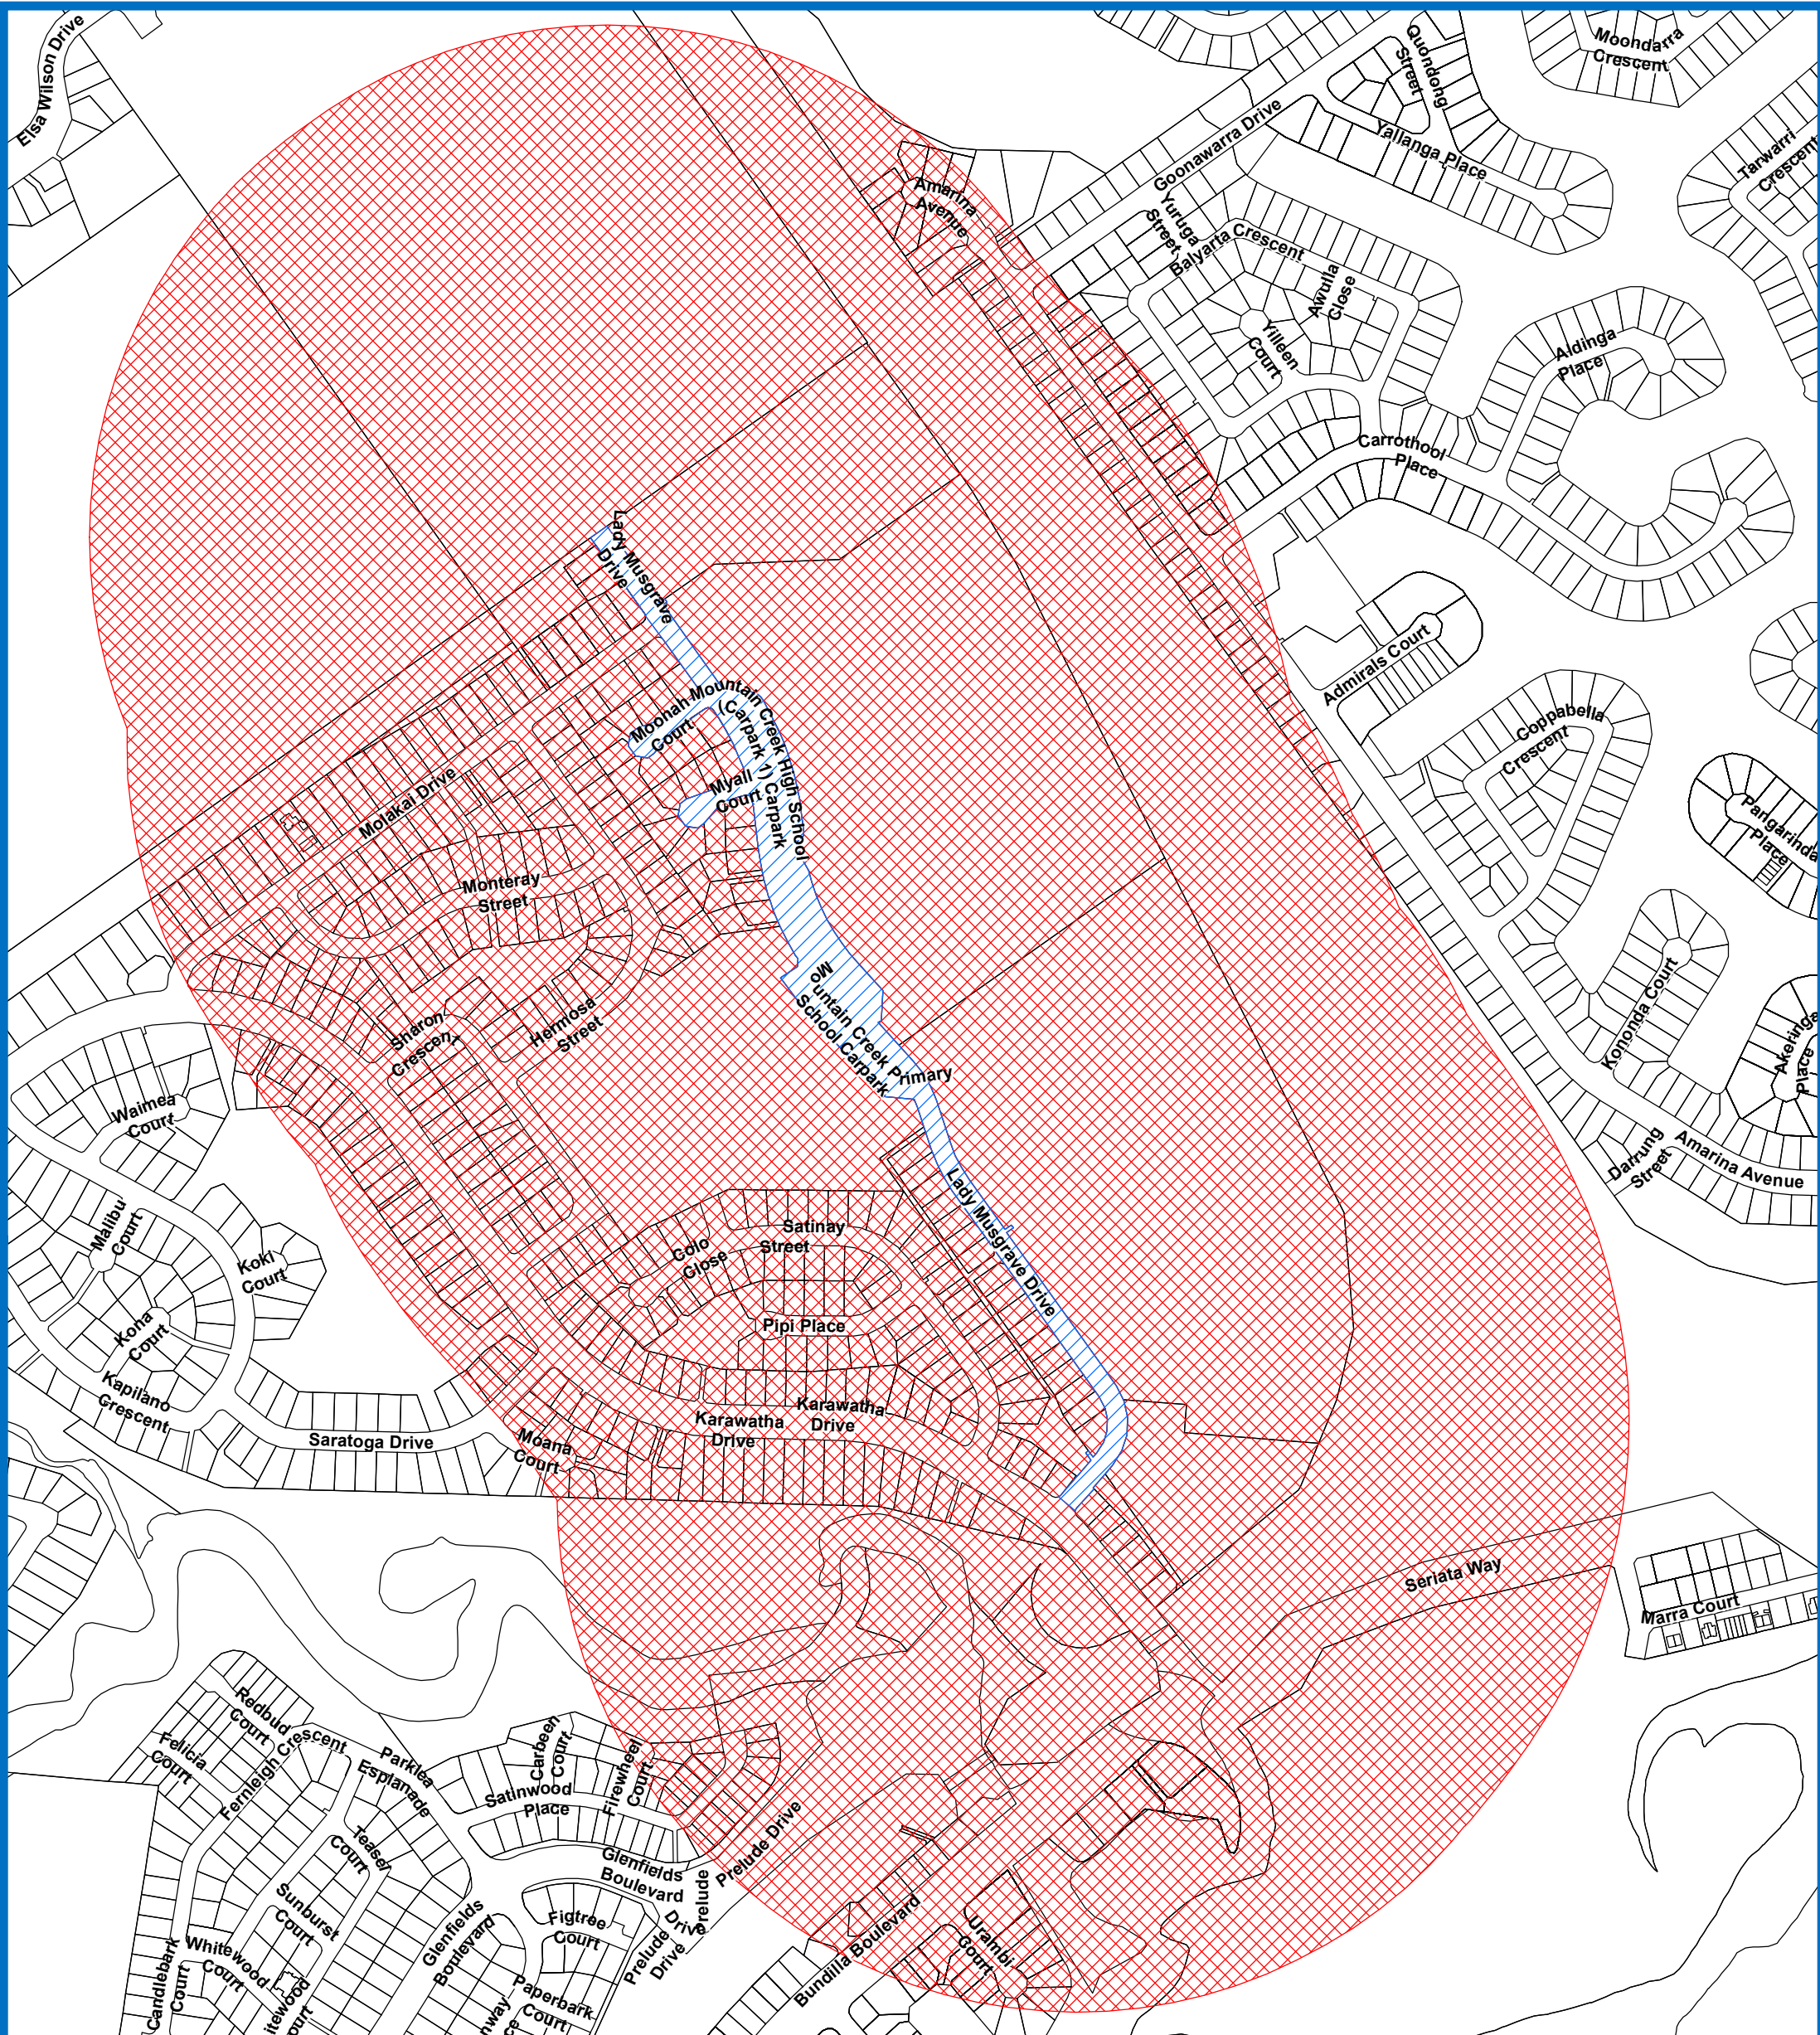 Elsa Wilson Drive
Moondarra
Crescent
Quondong
Street
Goonawarra Drive
Yallanga Place
Tarwarri
Crescent
Amarina
Avenue
Yuruga
Street
Balyarta Crescent
Awulla
Close
Yilleen
Court
Aldinga
Place
Carrothool
Place
Lady Musgrave
Drive
Admirals Court
Coppabella
Crescent
Moonah
Court
Mountain Creek High School
(Carpark 1) Carpark
Myall
Court
Molakai Drive
Pangarinda
Place
Monteray
Street
Mountain Creek Primary
School Carpark
Sharon
Crescent
Hermosa
Street
Kononda Court
Akeringa
Place
Waimea
Court
Darrung
Street
Amarina Avenue
Lady Musgrave Drive
Malibu
Court
Satinay
Street
Colo
Close
Koki
Court
Kona
Court
Pipi Place
Kapilano
Crescent
Karawatha
Drive
Karawatha
Drive
Saratoga Drive
Moana
Court
Seriata Way
Marra Court
Redbud
Court
Felicia
Court
Fernleigh Crescent
Parklea
Esplanade
Carbeen
Court
Firewheel
Court
Satinwood
Place
Teasel
Court
Glenfields
Boulevard
Prelude Drive
Prelude
Drive
Prelude
Drive
Sunburst
Court
Glenfields
Boulevard
Figtree
Court
Whitewood
Court
Candlebark
Court
Paperbark
Court
Bundilla Boulevard
Urambi
Court
itewood
ourt
nway
ce